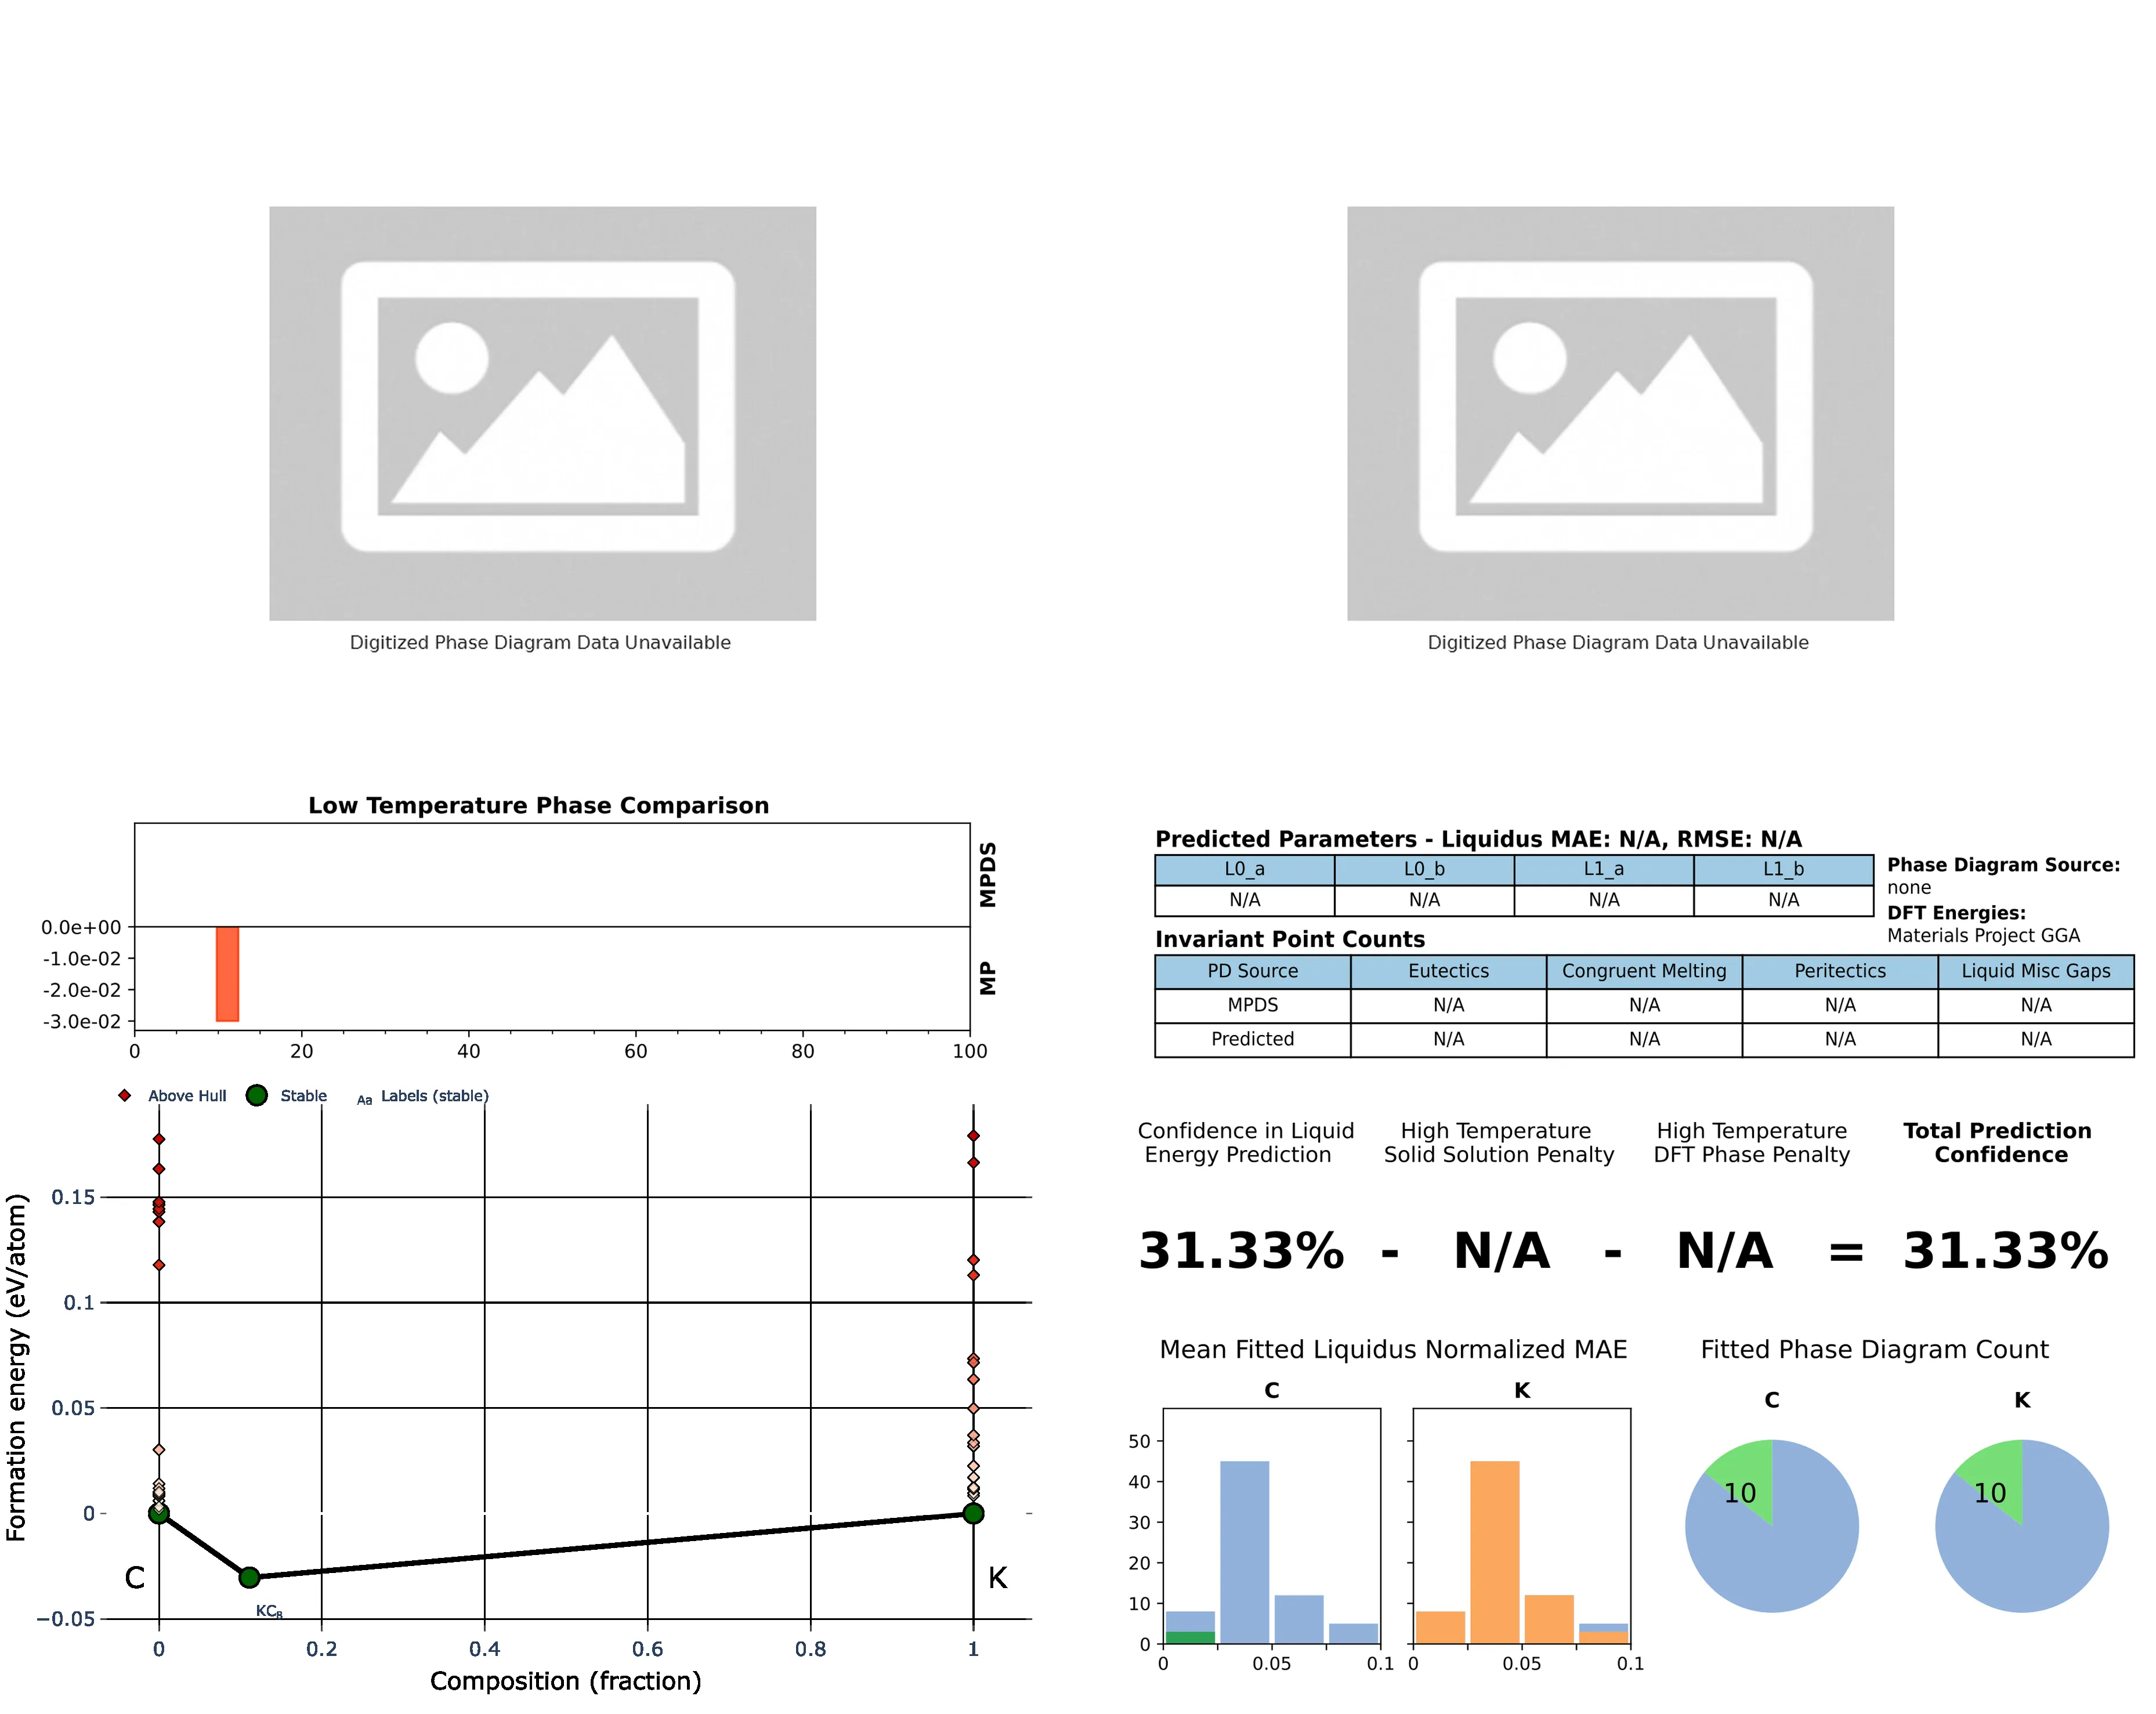 Digitized Phase Diagram Data Unavailable
Digitized Phase Diagram Data Unavailable
Low Temperature Phase Comparison
MPDS
0.0e+00
-1.0e-02
-2.0e-02
-3.0e-02
MP
0 20 40 60 80 100
Predicted Parameters - Liquidus MAE: N/A, RMSE: N/A
L0_a L0_b L1_a L1_b
N/A N/A N/A N/A
Phase Diagram Source:
none
DFT Energies:
Materials Project GGA
Invariant Point Counts
PD Source Eutectics Congruent Melting Peritectics Liquid Misc Gaps
MPDS N/A N/A N/A N/A
Predicted N/A N/A N/A N/A
Above Hull Stable Aa Labels (stable)
Formation energy (eV/atom)
0.15
0.1
0.05
0
−0.05
C
K
KC8
0 0.2 0.4 0.6 0.8 1
Composition (fraction)
Confidence in Liquid
Energy Prediction
High Temperature
Solid Solution Penalty
High Temperature
DFT Phase Penalty
Total Prediction
Confidence
31.33% - N/A - N/A = 31.33%
Mean Fitted Liquidus Normalized MAE
C
K
50
40
30
20
10
0
0 0.05 0.1
0 0.05 0.1
Fitted Phase Diagram Count
C
K
10
10